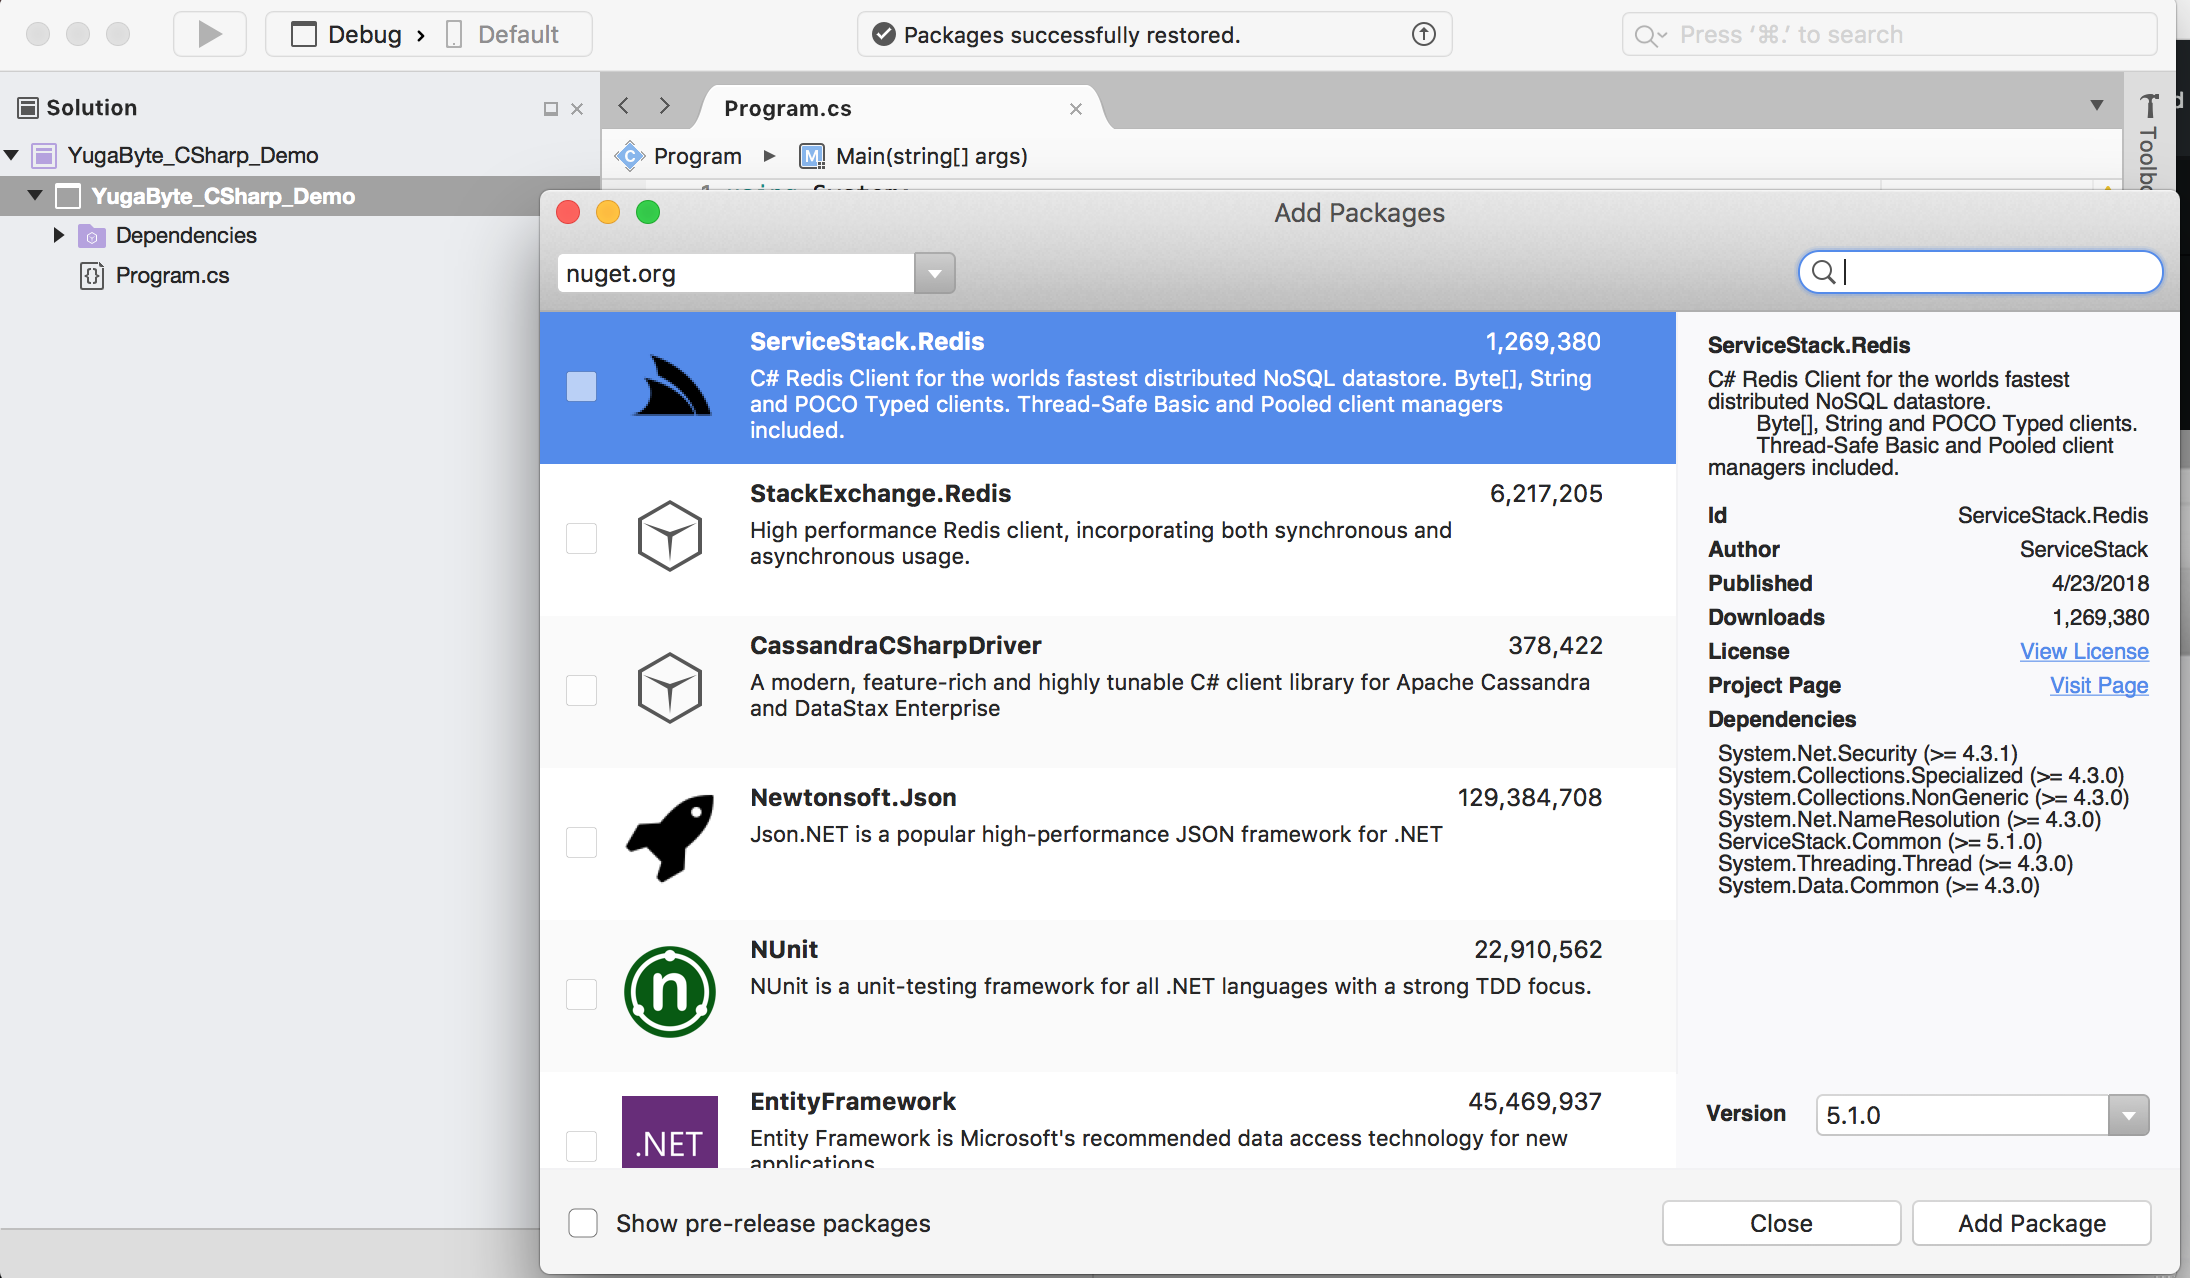 Debug › Default
Packages successfully restored.
Press ‘⌘.’ to search
Solution
YugaByte_CSharp_Demo
YugaByte_CSharp_Demo
Dependencies
Program.cs
Program.cs
Program ▸ Main(string[] args)
Add Packages
nuget.org
ServiceStack.Redis 1,269,380
C# Redis Client for the worlds fastest distributed NoSQL datastore. Byte[], String
and POCO Typed clients. Thread-Safe Basic and Pooled client managers
included.
StackExchange.Redis 6,217,205
High performance Redis client, incorporating both synchronous and
asynchronous usage.
CassandraCSharpDriver 378,422
A modern, feature-rich and highly tunable C# client library for Apache Cassandra
and DataStax Enterprise
Newtonsoft.Json 129,384,708
Json.NET is a popular high-performance JSON framework for .NET
NUnit 22,910,562
n
NUnit is a unit-testing framework for all .NET languages with a strong TDD focus.
EntityFramework 45,469,937
.NET
Entity Framework is Microsoft's recommended data access technology for new
applications
ServiceStack.Redis
C# Redis Client for the worlds fastest
distributed NoSQL datastore.
Byte[], String and POCO Typed clients.
Thread-Safe Basic and Pooled client
managers included.
Id ServiceStack.Redis
Author ServiceStack
Published 4/23/2018
Downloads 1,269,380
License View License
Project Page Visit Page
Dependencies
System.Net.Security (>= 4.3.1)
System.Collections.Specialized (>= 4.3.0)
System.Collections.NonGeneric (>= 4.3.0)
System.Net.NameResolution (>= 4.3.0)
ServiceStack.Common (>= 5.1.0)
System.Threading.Thread (>= 4.3.0)
System.Data.Common (>= 4.3.0)
Version 5.1.0
Show pre-release packages
Close
Add Package